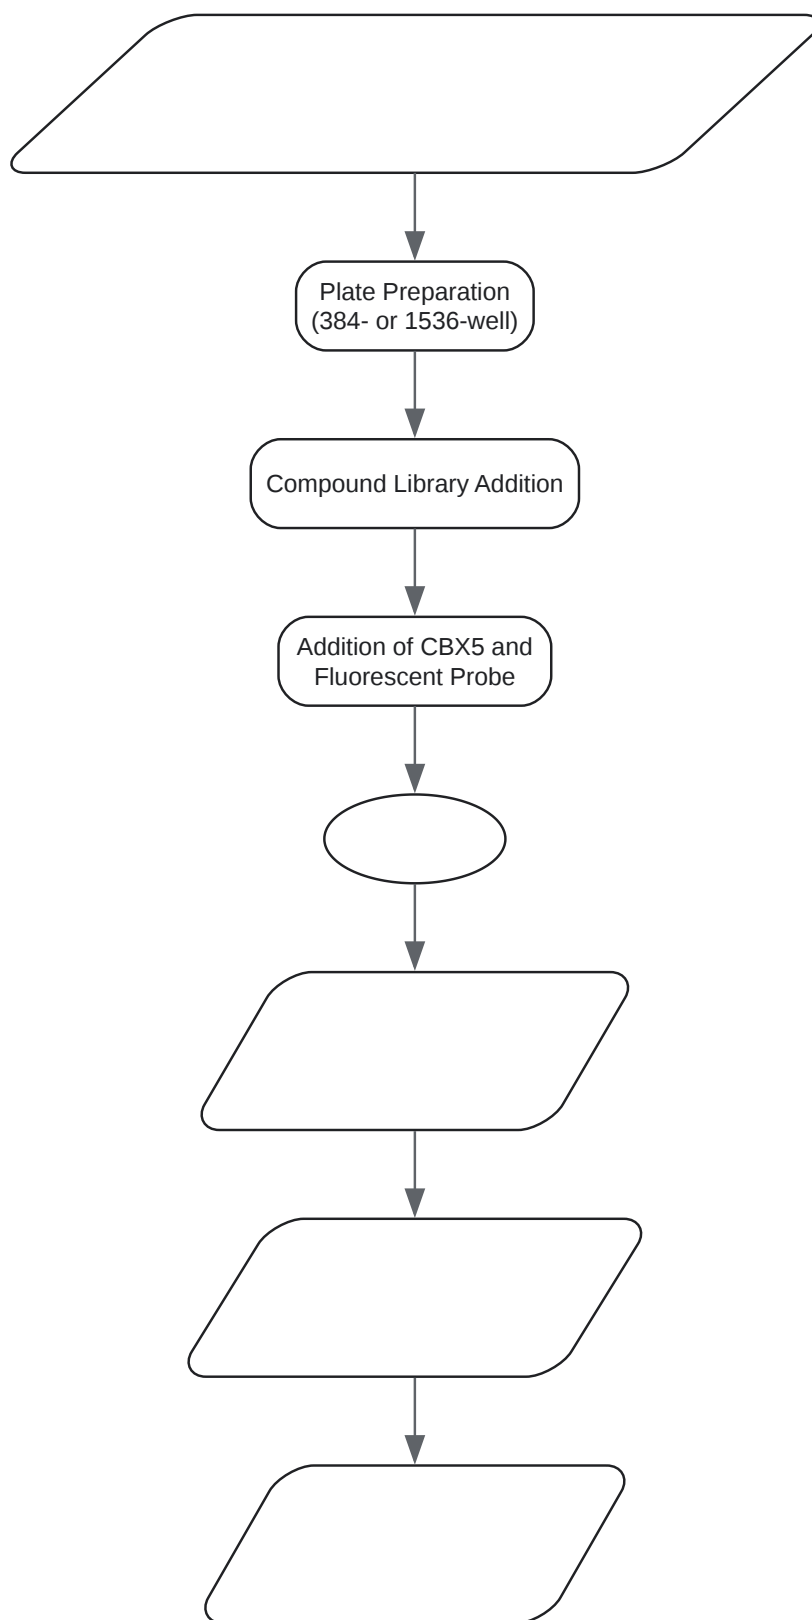 Plate Preparation
(384- or 1536-well)
Compound Library Addition
Addition of CBX5 and
Fluorescent Probe